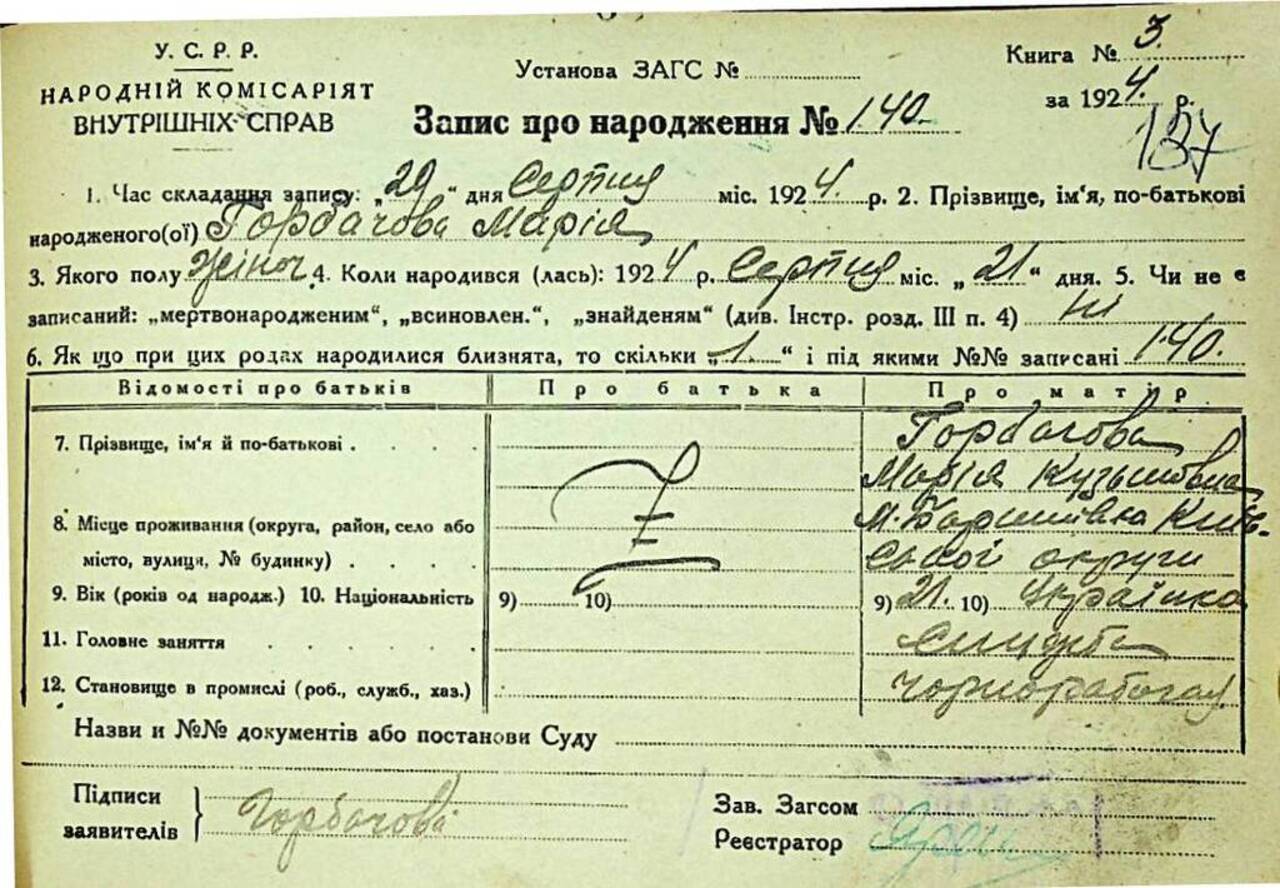 У. С. Р. Р.
НАРОДНІЙ КОМІСАРІЯТ
ВНУТРІШНІХ СПРАВ
Установа ЗАГС №
Книга № 3.
за 1924. р.
Запис про народження № 140.
137
1. Час складання запису: „29“ дня Серпня міс. 1924. р. 2. Прізвище, ім‘я, по-батькові
народженого(ої) Горбачова Марія
3. Якого полу жіноч. 4. Коли народився (лась): 1924 р. Серпня міс. „21“ дня. 5. Чи не є
записаний: „мертвонародженим“, „всиновлен.“, „знайденям“ (див. Інстр. розд. III п. 4) ні
6. Як що при цих родах народилися близнята, то скільки „1.“ і під якими №№ записані 140.
Відомості про батьків Про батька Про матір
7. Прізвище, ім‘я й по-батькові Горбачова
Марія Кузьмовна
8. Місце проживання (округа, район, село або М. Баришівка Київ-
місто, вулиця, № будинку) ської округи
9. Вік (років од народж.) 10. Національність 9) 10) 9) 21. 10) Українка
11. Головне заняття служба
12. Становище в промислі (роб., служб., хаз.) чорнорабочая
Назви и №№ документів або постанови Суду
Підписи
заявителів Горбачова
Зав. Загсом
Реєстратор